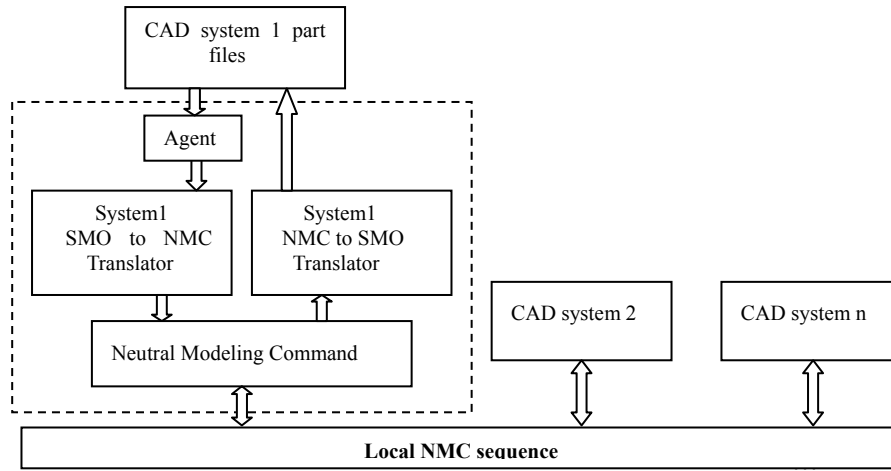 CAD system 1 part
files
Agent
System1
SMO to NMC
Translator
System1
NMC to SMO
Translator
Neutral Modeling Command
CAD system 2
CAD system n
Local NMC sequence